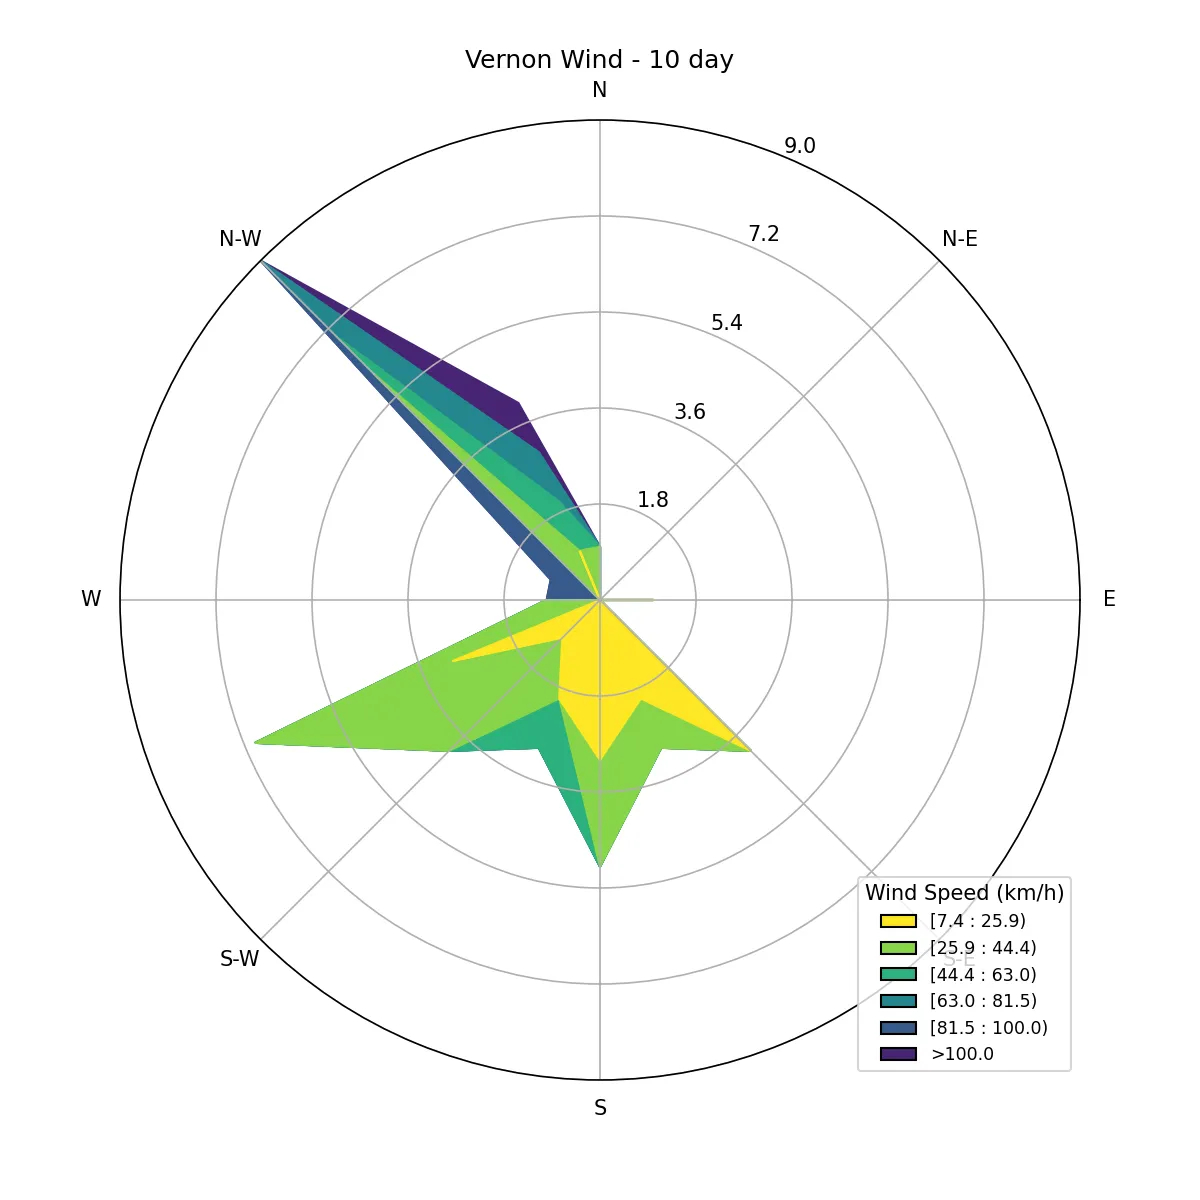 Vernon Wind - 10 day
N
9.0
N-W
N-E
7.2
5.4
3.6
1.8
W
E
Wind Speed (km/h)
[7.4 : 25.9)
[25.9 : 44.4)
S-W
S-E
[44.4 : 63.0)
[63.0 : 81.5)
[81.5 : 100.0)
>100.0
S